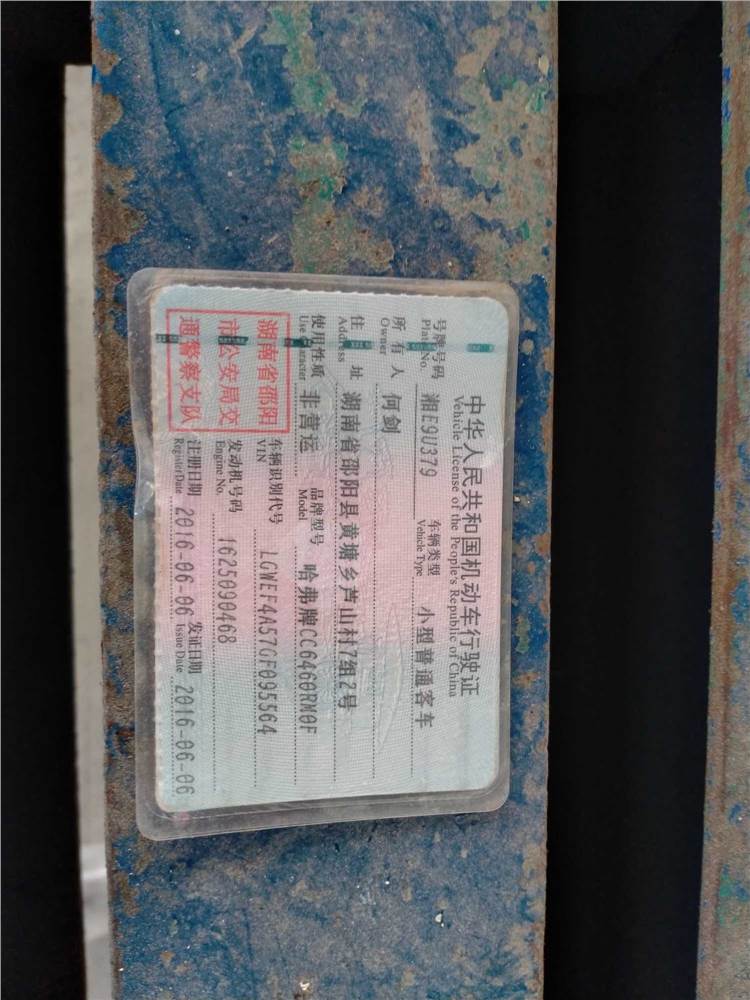 中华人民共和国机动车行驶证
Vehicle License of the People's Republic of China
号牌号码 湘E9U379 车辆类型 小型普通客车
Plate No. Vehicle Type
所有人 何剑
Owner
住址 湖南省邵阳县黄塘乡芦山村7组2号
Address
使用性质 非营运 品牌型号 哈弗牌CC6460RM0F
Use Character Model
湖南省邵阳
市公安局交
通警察支队
车辆识别代号 LGWEF4A57GF095564
VIN
发动机号码 1625090468
Engine No.
注册日期 2016-06-06 发证日期 2016-06-06
Register Date Issue Date